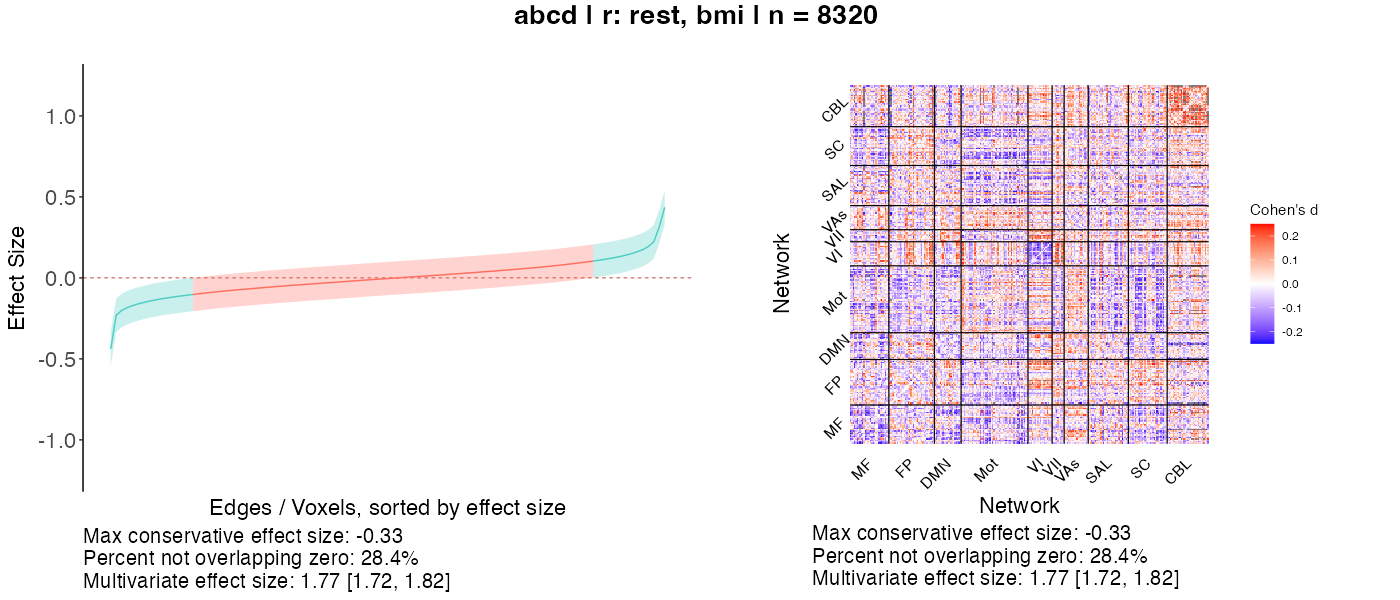 abcd | r: rest, bmi | n = 8320
Effect Size
1.0
0.5
0.0
-0.5
-1.0
Edges / Voxels, sorted by effect size
Max conservative effect size: -0.33
Percent not overlapping zero: 28.4%
Multivariate effect size: 1.77 [1.72, 1.82]
Network
CBL
SC
SAL
VAs
VII
VI
Mot
DMN
FP
MF
MF
FP
DMN
Mot
VI
VII
VAs
SAL
SC
CBL
Network
Cohen's d
0.2
0.1
0.0
-0.1
-0.2
Max conservative effect size: -0.33
Percent not overlapping zero: 28.4%
Multivariate effect size: 1.77 [1.72, 1.82]